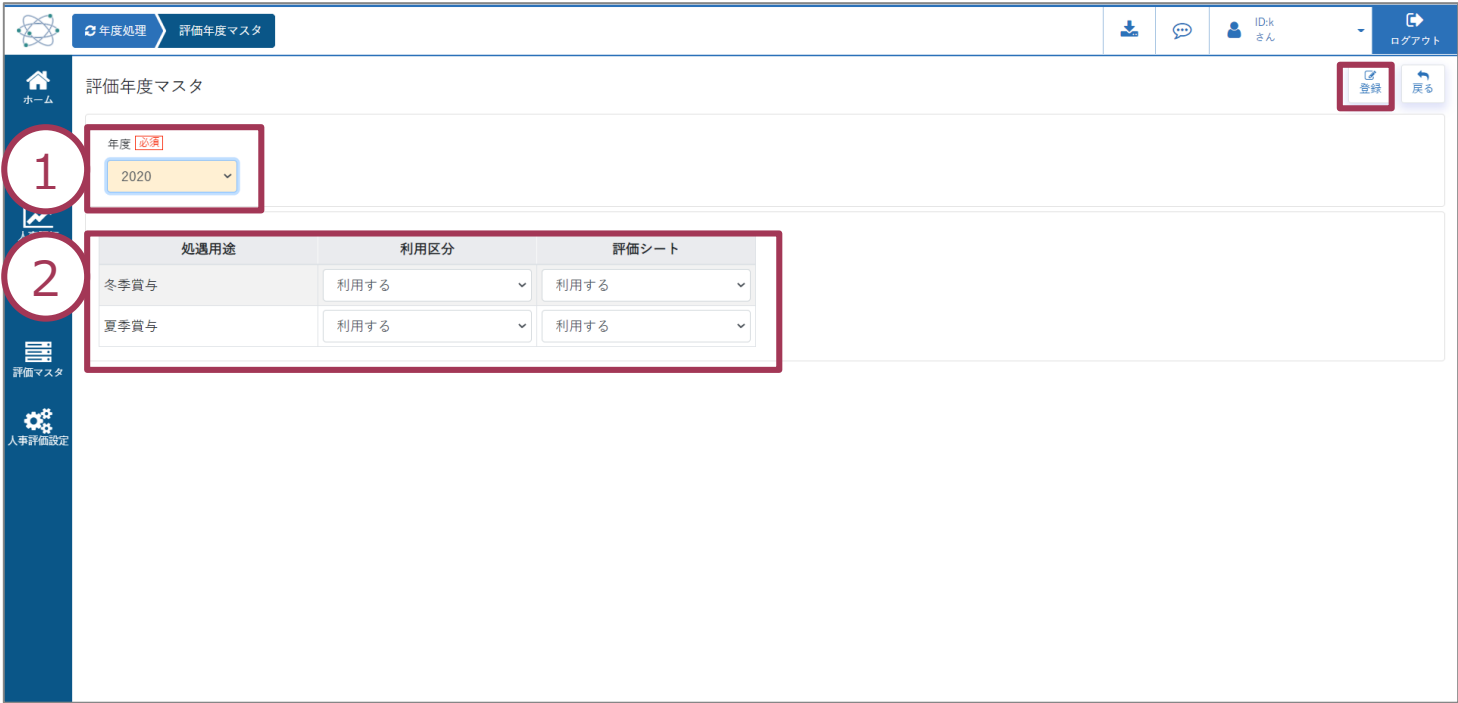 年度処理 評価年度マスタ
ID:k
さん
ログアウト
ホーム
評価年度マスタ
登録
戻る
年度 必須
1
2020
処遇用途 利用区分 評価シート
2
冬季賞与 利用する 利用する
夏季賞与 利用する 利用する
評価マスタ
人事評価設定